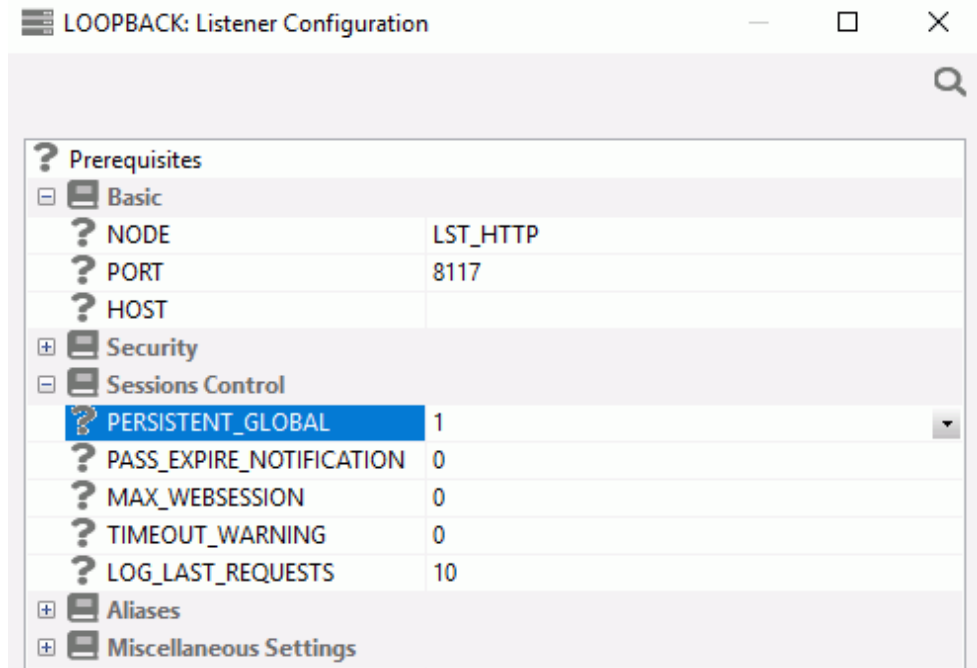 LOOPBACK: Listener Configuration
Prerequisites
Basic
NODE LST_HTTP
PORT 8117
HOST
Security
Sessions Control
PERSISTENT_GLOBAL 1
PASS_EXPIRE_NOTIFICATION 0
MAX_WEBSESSION 0
TIMEOUT_WARNING 0
LOG_LAST_REQUESTS 10
Aliases
Miscellaneous Settings